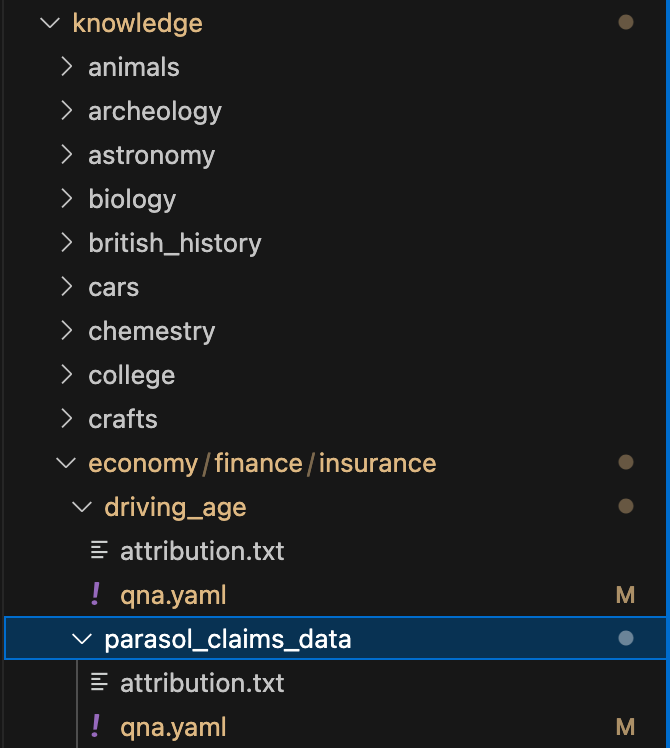 knowledge
animals
archeology
astronomy
biology
british_history
cars
chemestry
college
crafts
economy/finance/insurance
driving_age
attribution.txt
! qna.yaml M
parasol_claims_data
attribution.txt
! qna.yaml M